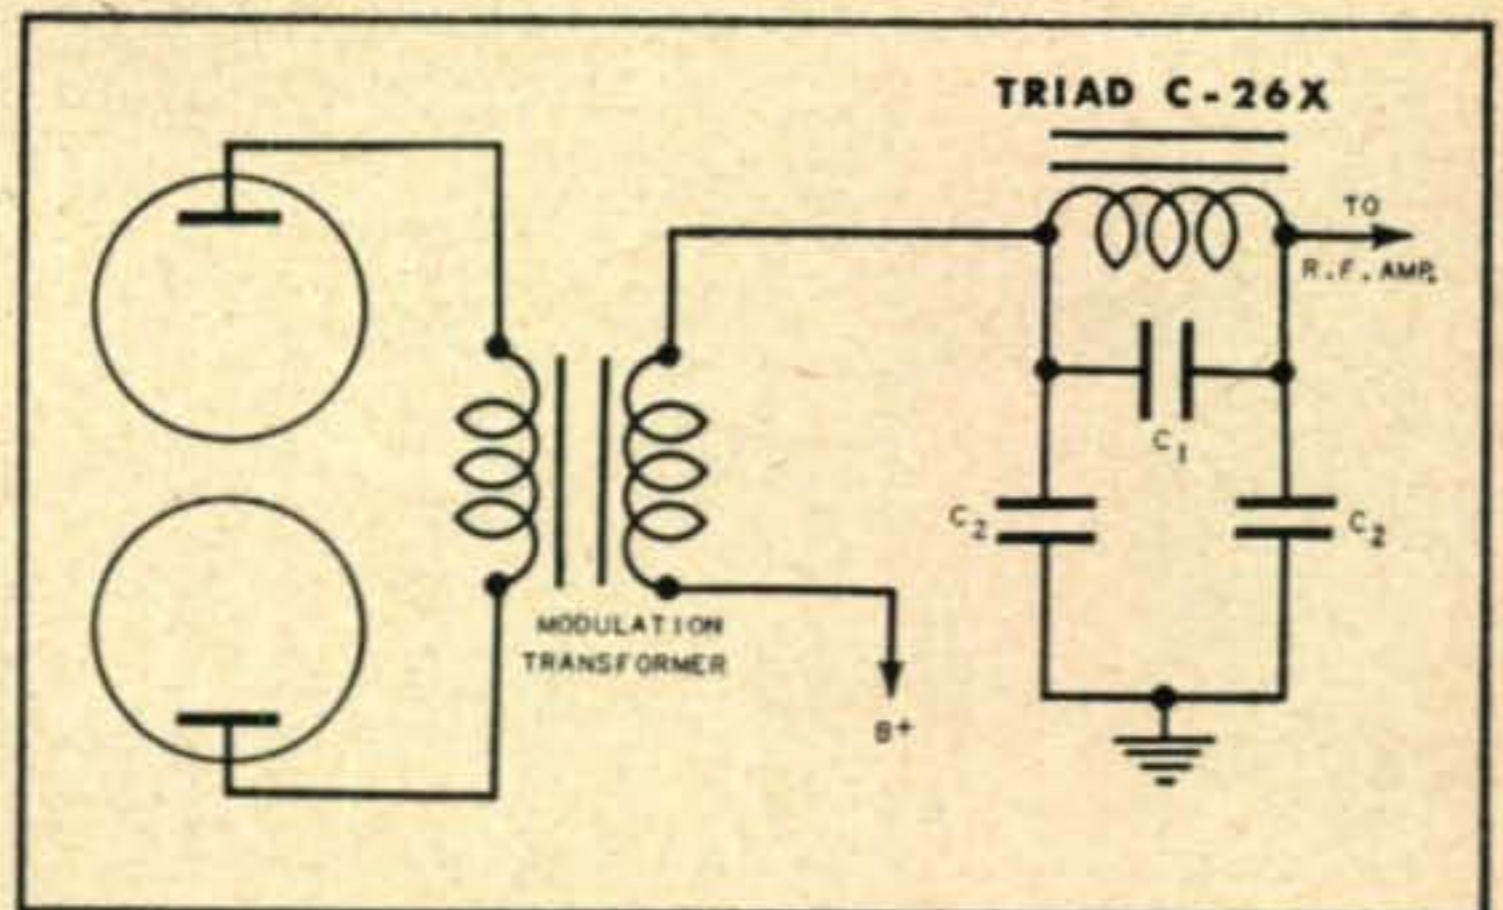 TRIAD C-26X
TO
R.F. AMP.
C1
C2
C2
MODULATION
TRANSFORMER
B+